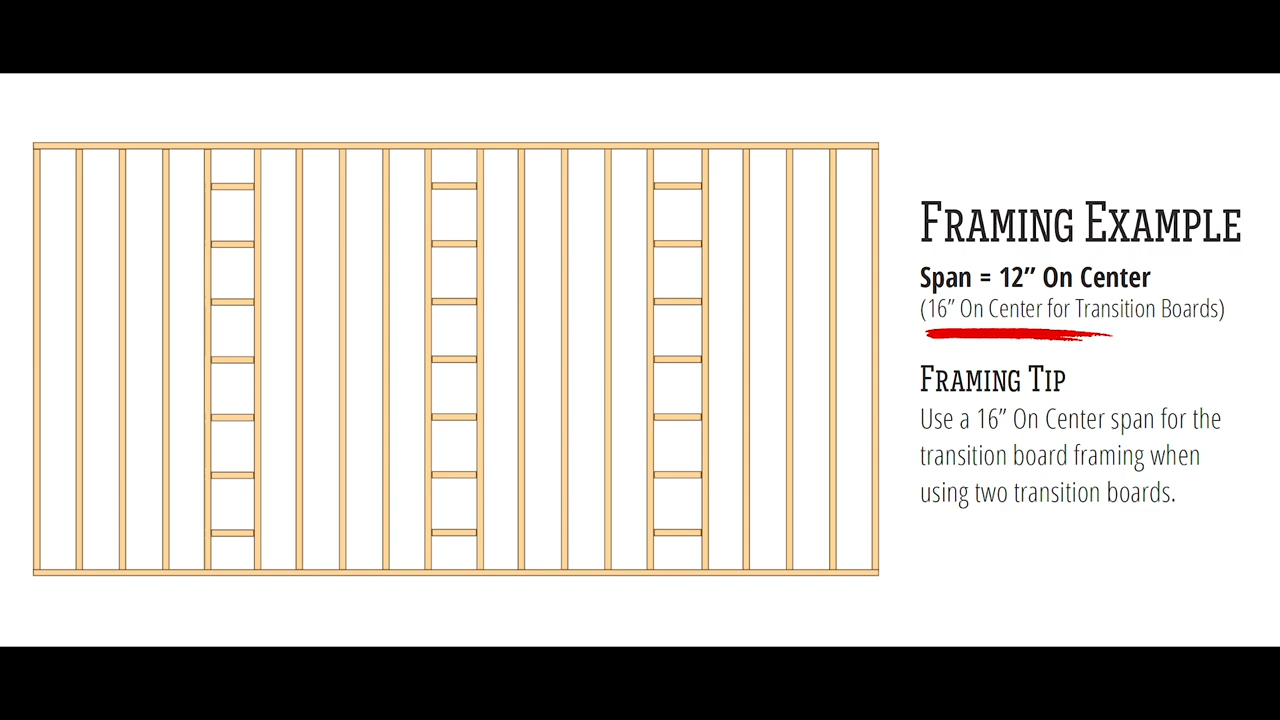 Framing Example
Span = 12” On Center
(16” On Center for Transition Boards)
Framing Tip
Use a 16” On Center span for the
transition board framing when
using two transition boards.